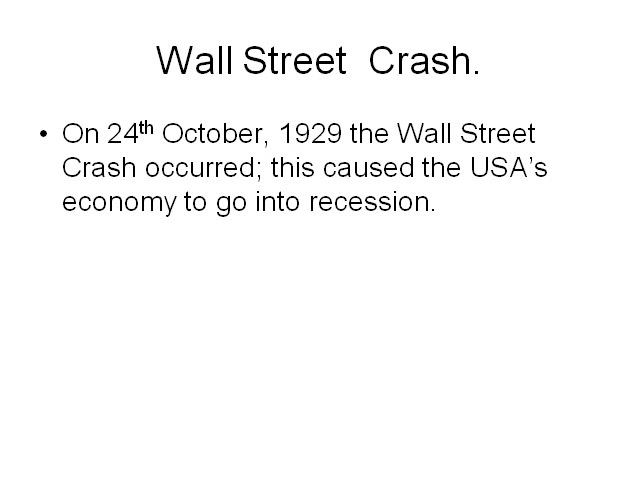 Wall Street  Crash.
• On 24th October, 1929 the Wall Street
Crash occurred; this caused the USA’s
economy to go into recession.